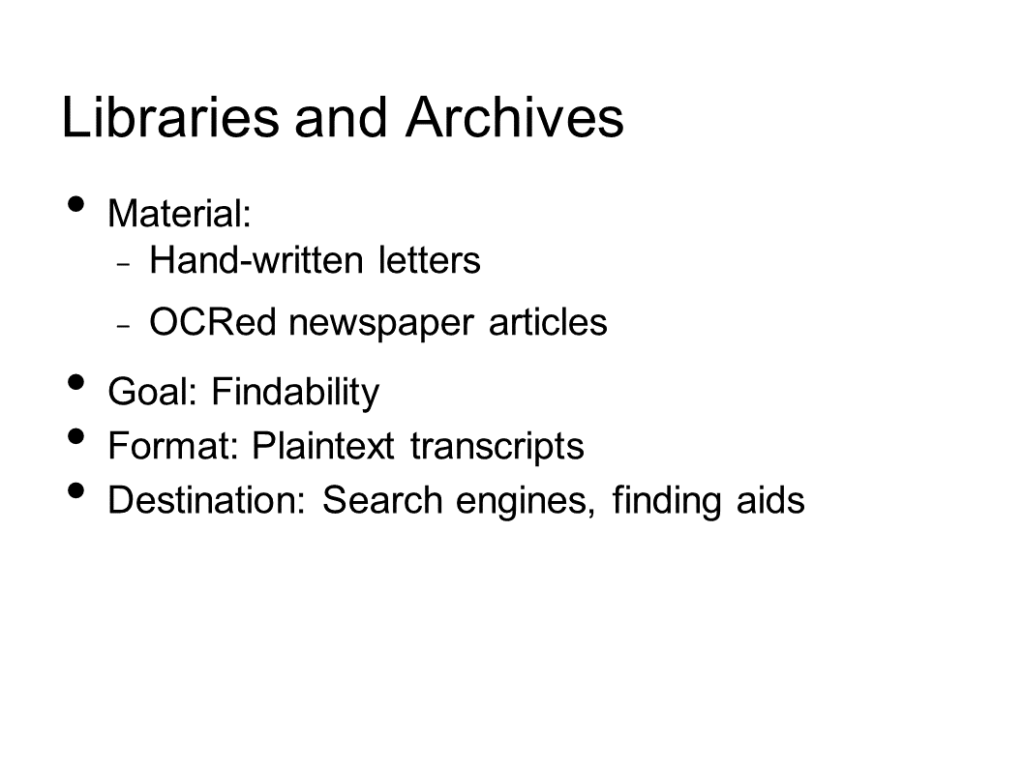 Libraries and Archives
• Material:
– Hand-written letters
– OCRed newspaper articles
• Goal: Findability
• Format: Plaintext transcripts
• Destination: Search engines, finding aids